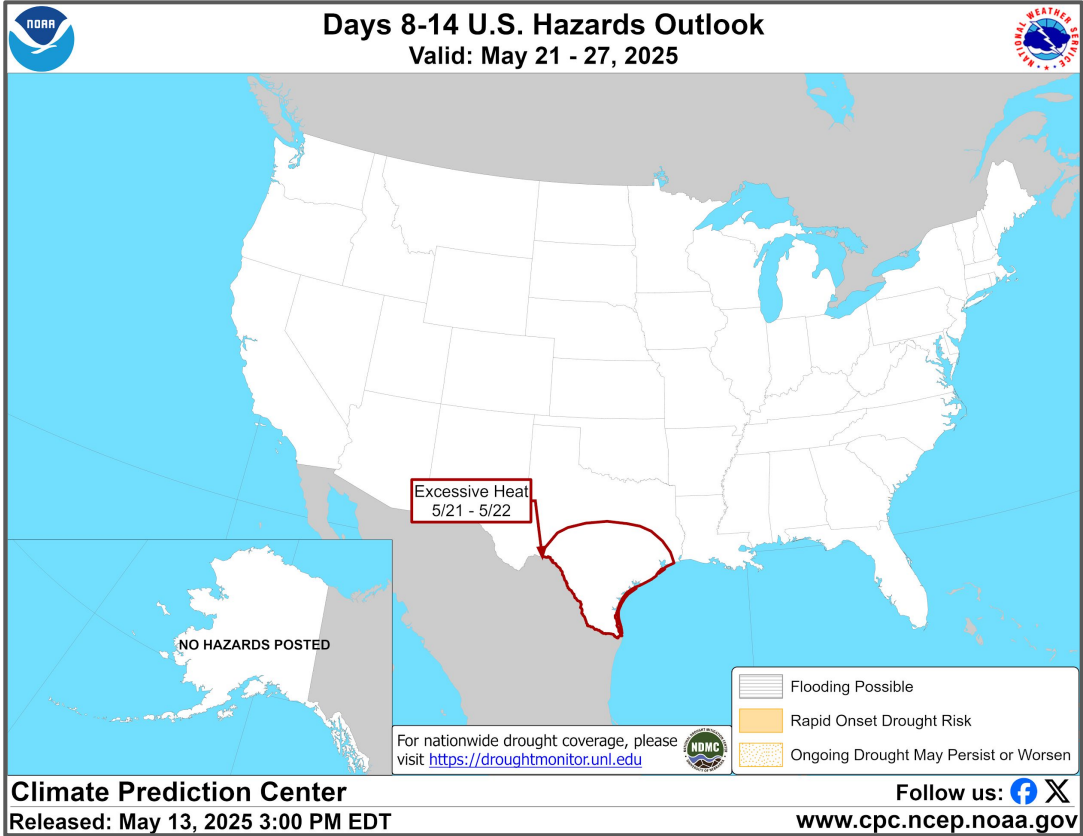 NOAA
Days 8-14 U.S. Hazards Outlook
Valid: May 21 - 27, 2025
NATIONAL WEATHER SERVICE
Excessive Heat
5/21 - 5/22
NO HAZARDS POSTED
For nationwide drought coverage, please
visit https://droughtmonitor.unl.edu
NDMC
Flooding Possible
Rapid Onset Drought Risk
Ongoing Drought May Persist or Worsen
Climate Prediction Center
Released: May 13, 2025 3:00 PM EDT
Follow us:
www.cpc.ncep.noaa.gov